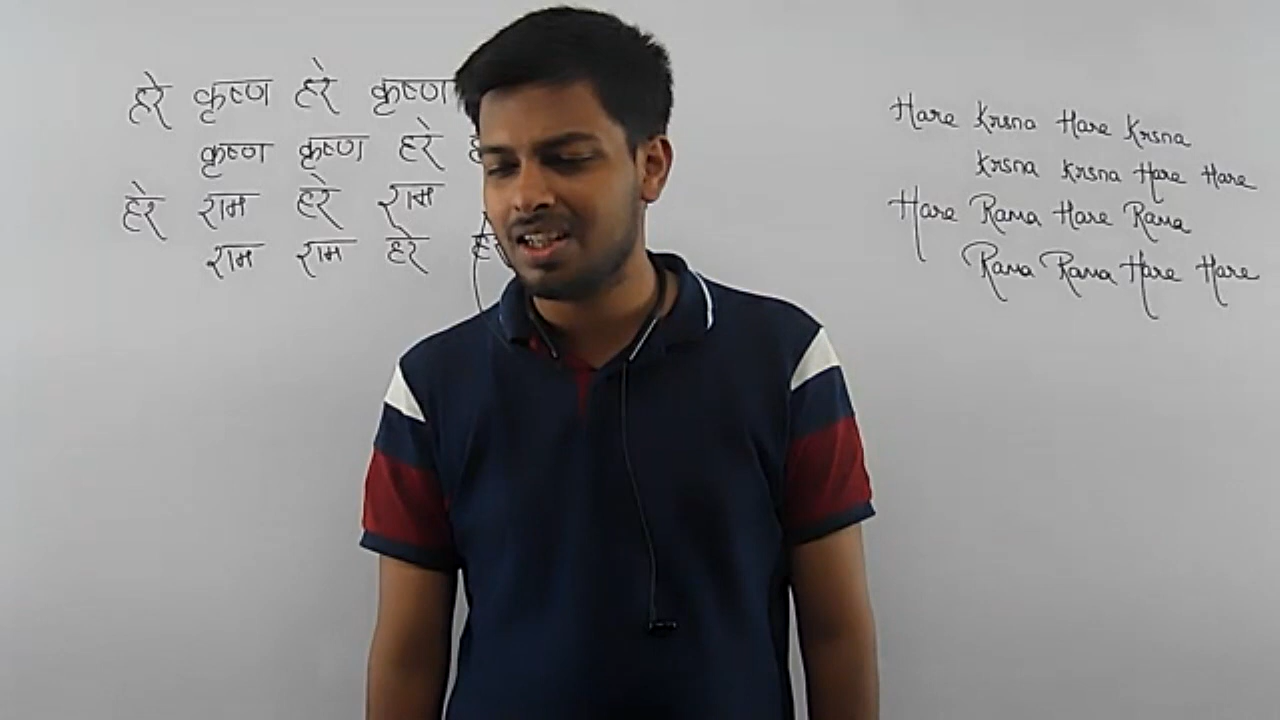 हरे कृष्ण हरे कृष्ण
कृष्ण कृष्ण हरे
हरे राम हरे राम
राम राम हरे
Hare Krsna Hare Krsna
Krsna Krsna Hare Hare
Hare Rama Hare Rama
Rama Rama Hare Hare